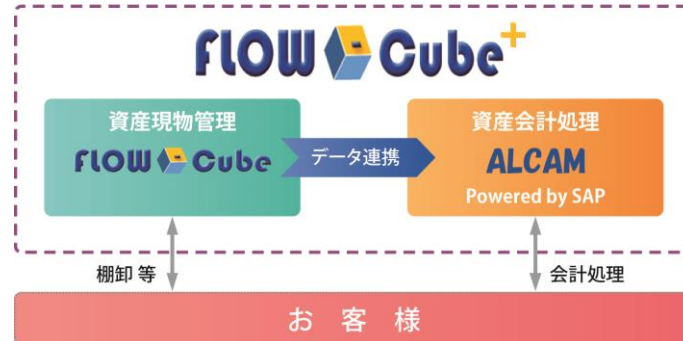 FLOW Cube+
資産現物管理
FLOW Cube
データ連携
資産会計処理
ALCAM
Powered by SAP
棚卸 等
会計処理
お客様